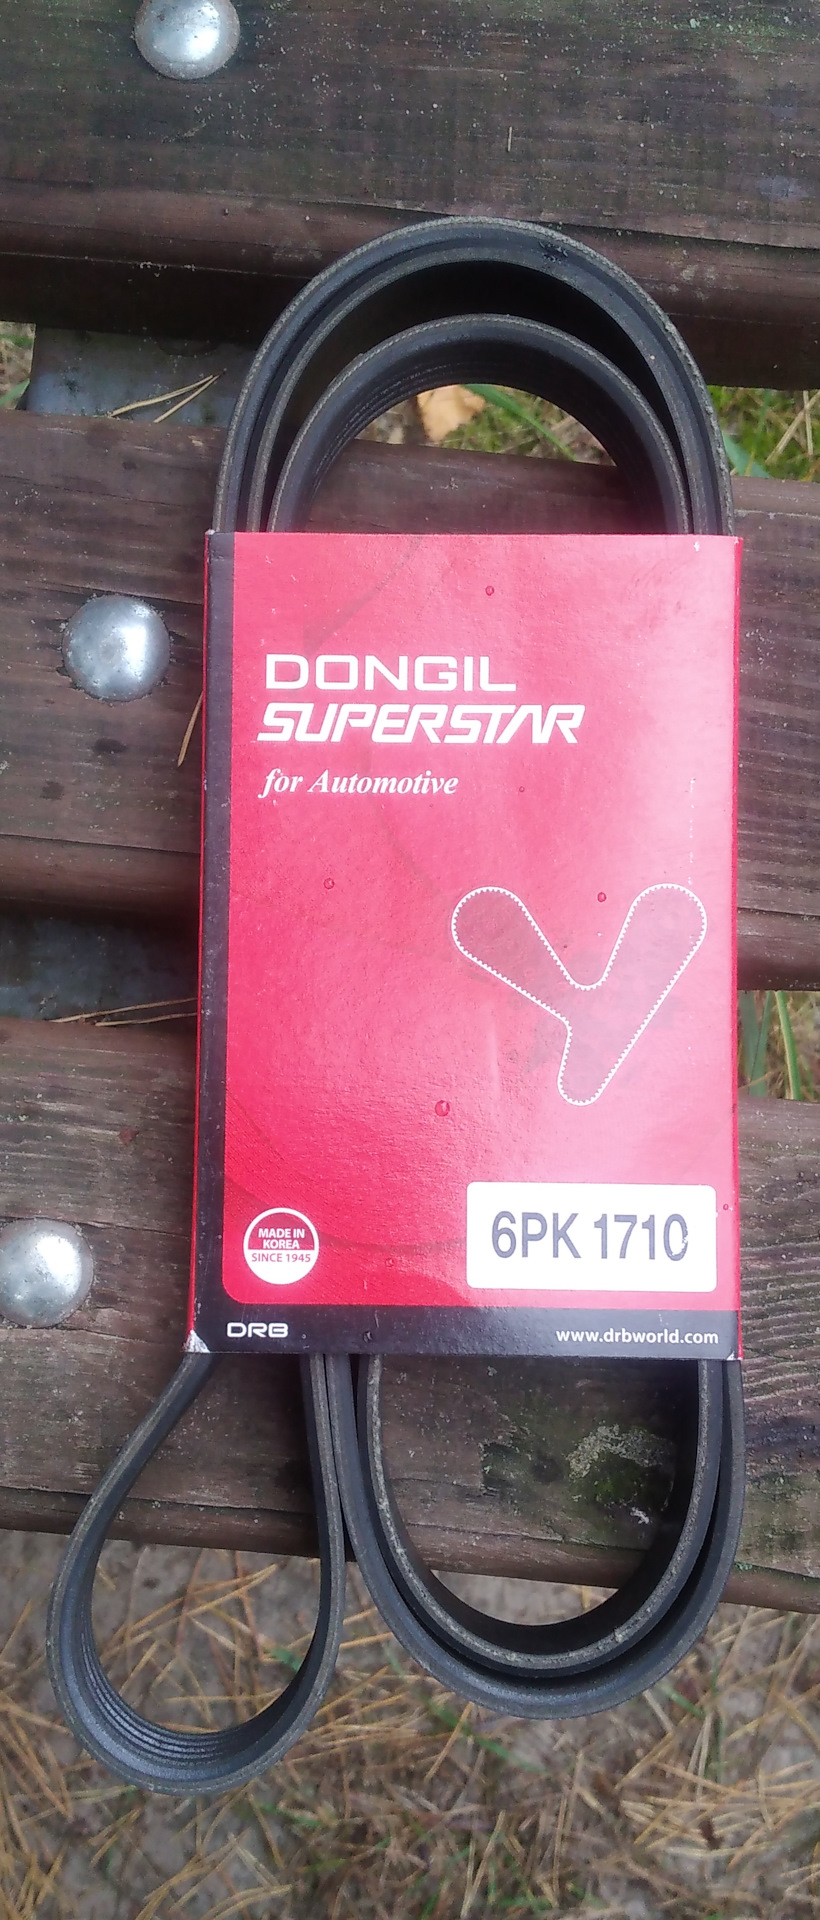 DONGIL
SUPERSTAR
for Automotive
6PK 1710
MADE IN
KOREA
SINCE 1945
DRB
www.drbworld.com